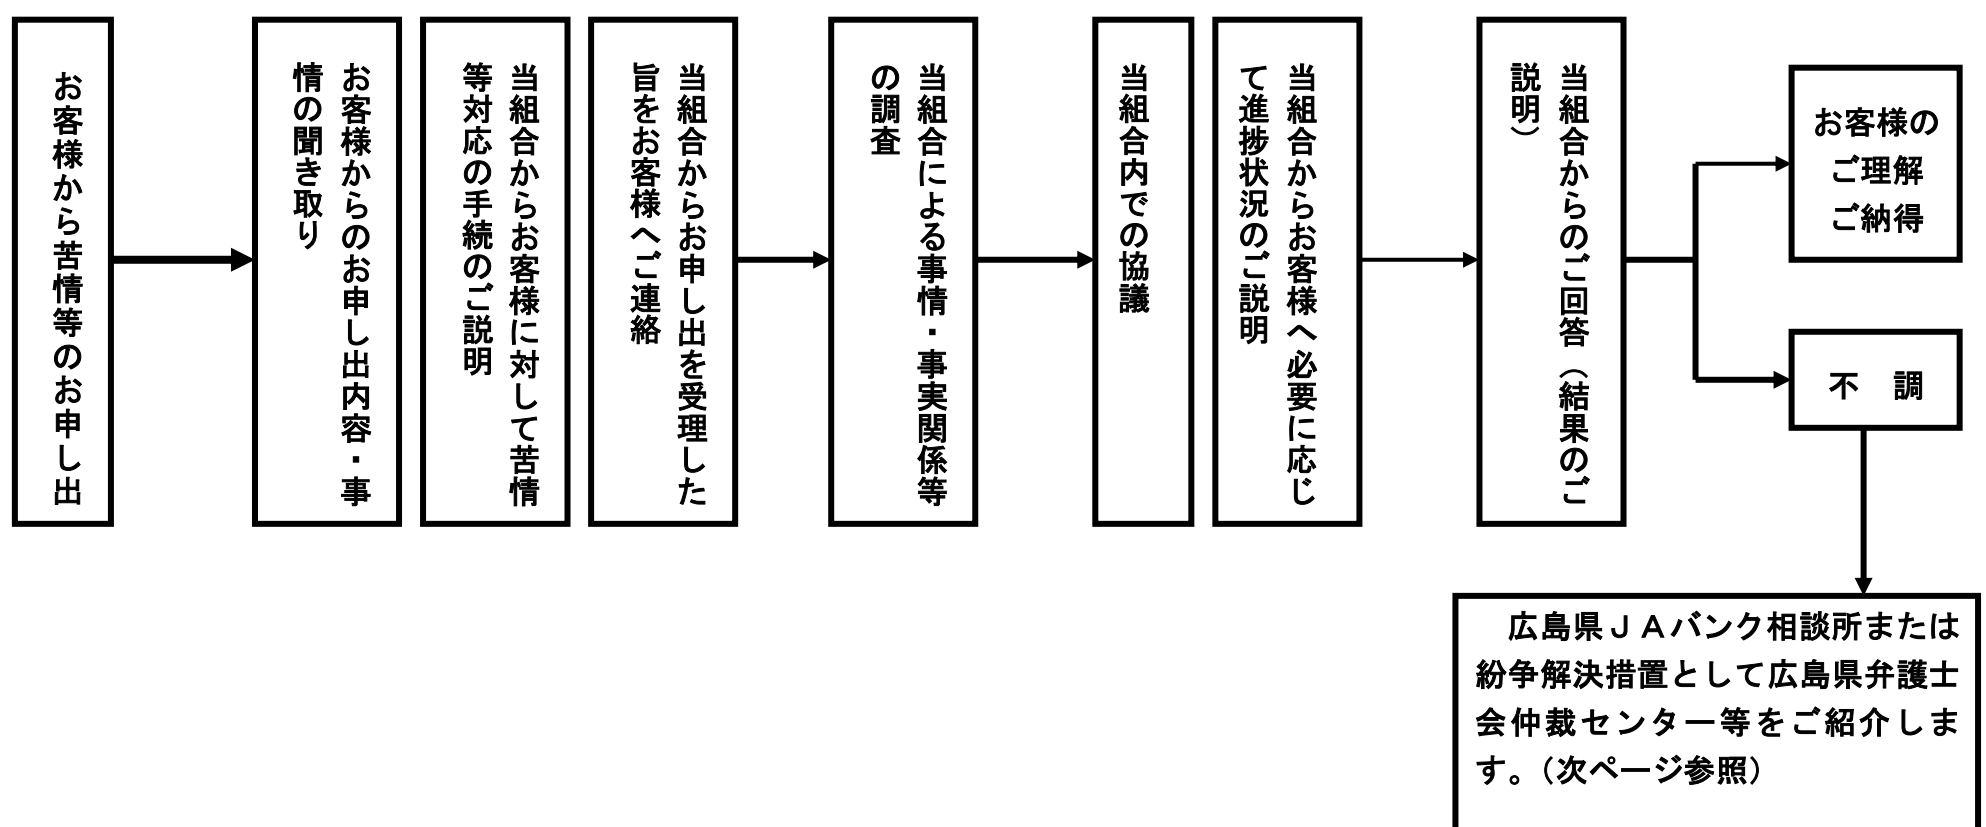 お客様から苦情等のお申し出
お客様からのお申し出内容・事
情の聞き取り
当組合からお客様に対して苦情
等対応の手続のご説明
当組合からお申し出を受理した
旨をお客様へご連絡
当組合による事情・事実関係等
の調査
当組合内での協議
当組合からお客様へ必要に応じ
て進捗状況のご説明
当組合からのご回答（結果のご
説明）
お客様の
ご理解
ご納得
不　調
広島県ＪＡバンク相談所または
紛争解決措置として広島県弁護士
会仲裁センター等をご紹介しま
す。（次ページ参照）